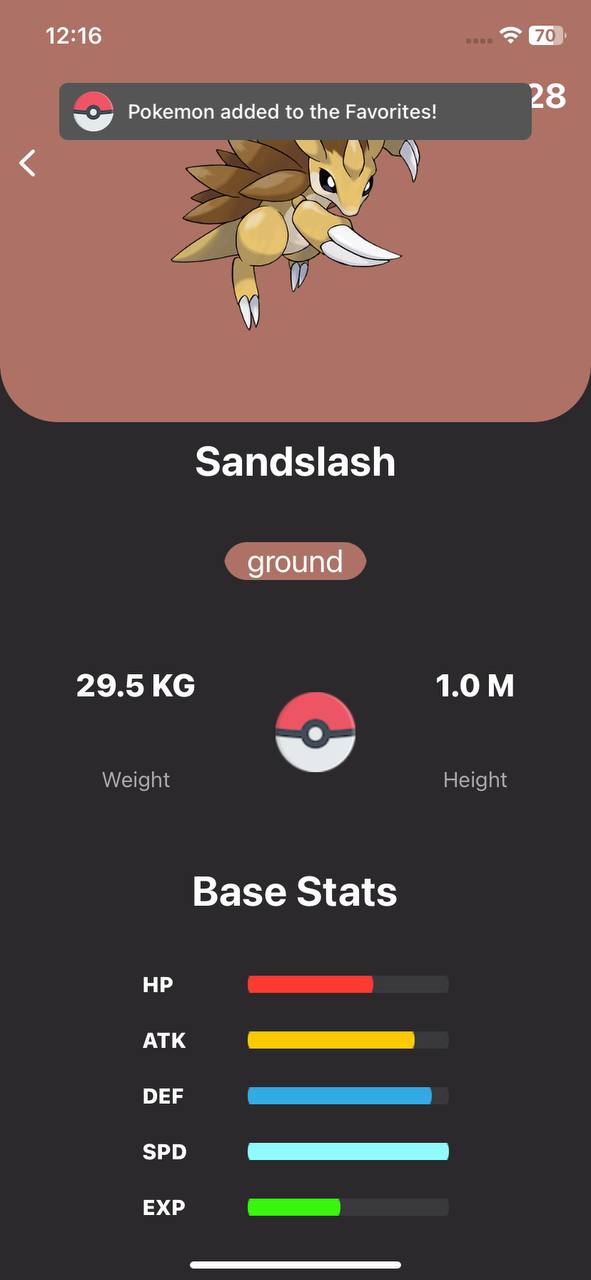 12:16
70
28
Pokemon added to the Favorites!
Sandslash
ground
29.5 KG
1.0 M
Weight
Height
Base Stats
HP
ATK
DEF
SPD
EXP